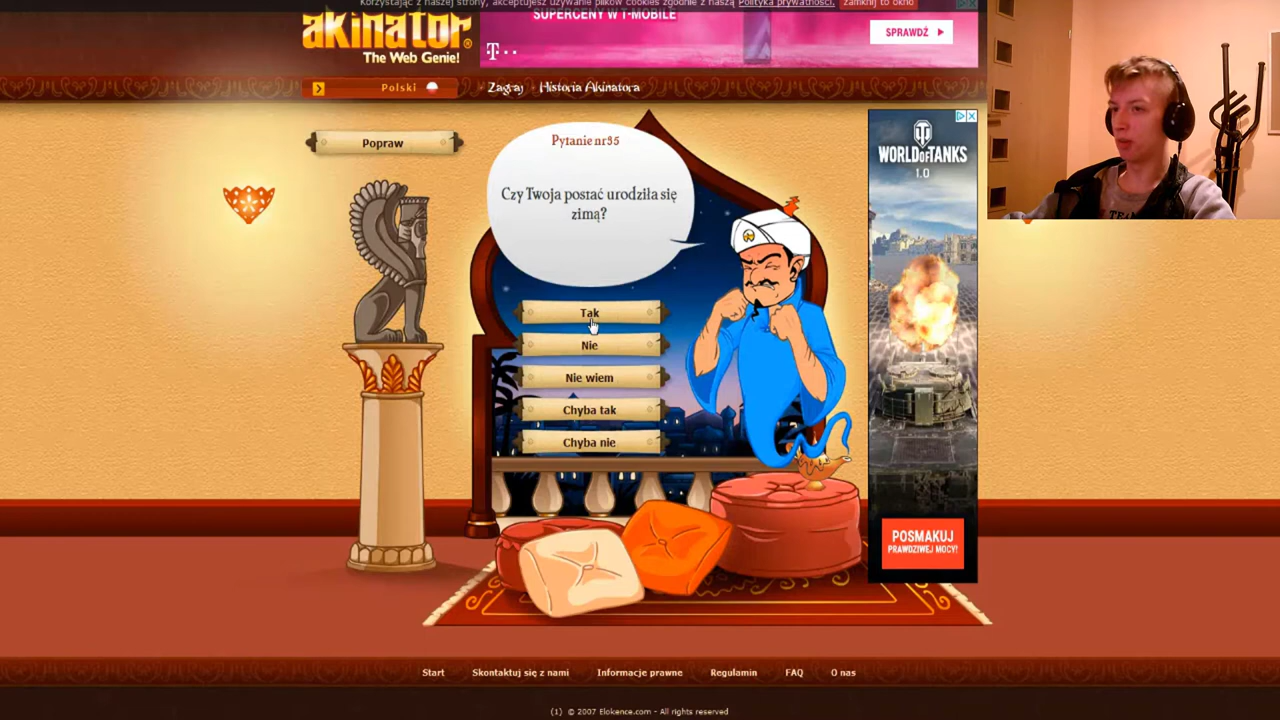 Korzystając z naszej strony, akceptujesz używanie plików cookies zgodnie z naszą Polityka prywatności. zamknij to okno
akinator
The Web Genie!
SUPERCENY W T-MOBILE
T
SPRAWDŹ
Polski
Zagraj
Historia Akinatora
Popraw
Pytanie nr35
Czy Twoja postać urodziła się
zimą?
Tak
Nie
Nie wiem
Chyba tak
Chyba nie
WORLD OF TANKS
1.0
POSMAKUJ
PRAWDZIWEJ MOCY!
Start
Skontaktuj się z nami
Informacje prawne
Regulamin
FAQ
O nas
(1) © 2007 Elokence.com - All rights reserved